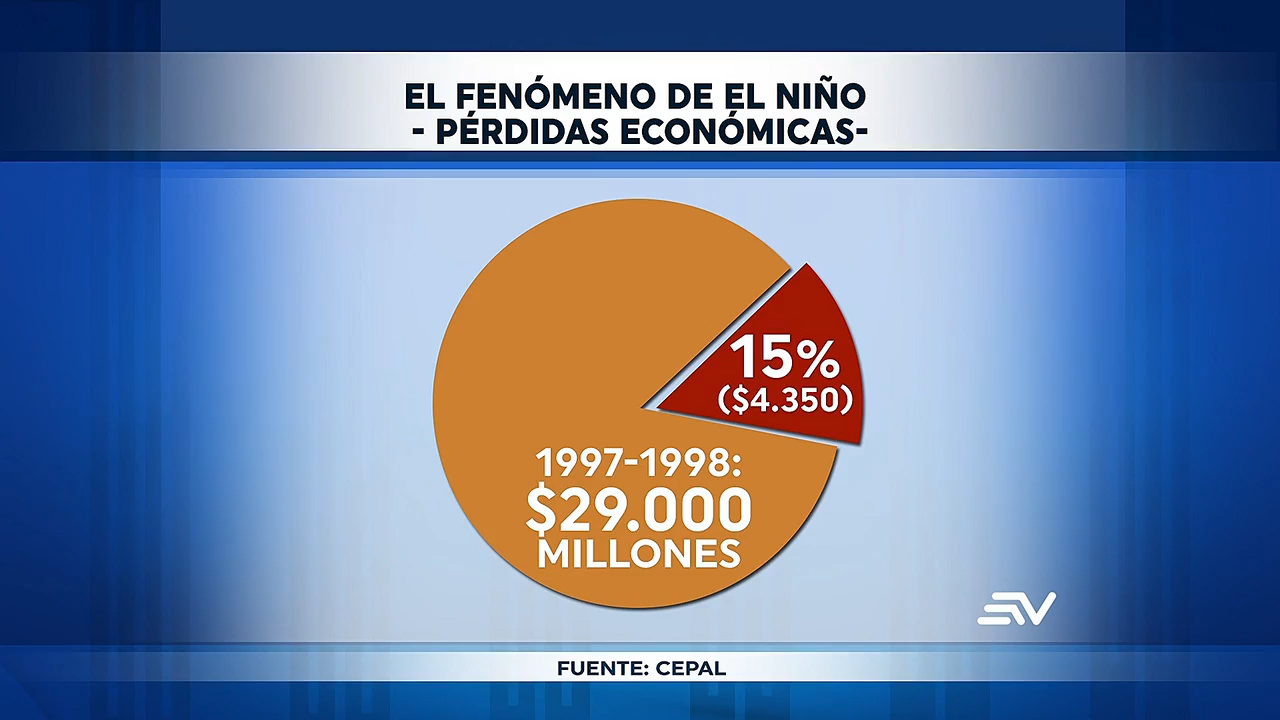 EL FENÓMENO DE EL NIÑO
- PÉRDIDAS ECONÓMICAS-
15%
($4.350)
1997-1998:
$29.000
MILLONES
FUENTE: CEPAL